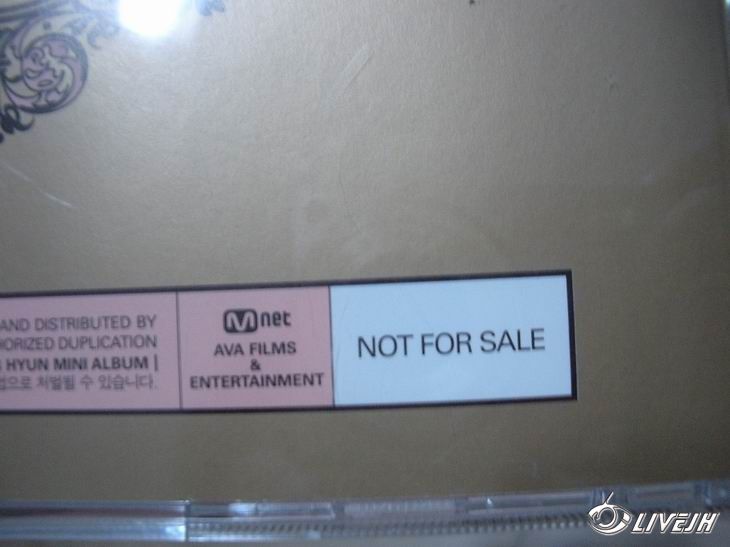 AND DISTRIBUTED BY
HORIZED DUPLICATION
HYUN MINI ALBUM |
처벌될 수 있습니다.
Mnet
AVA FILMS
&
ENTERTAINMENT
NOT FOR SALE
LIVEJH